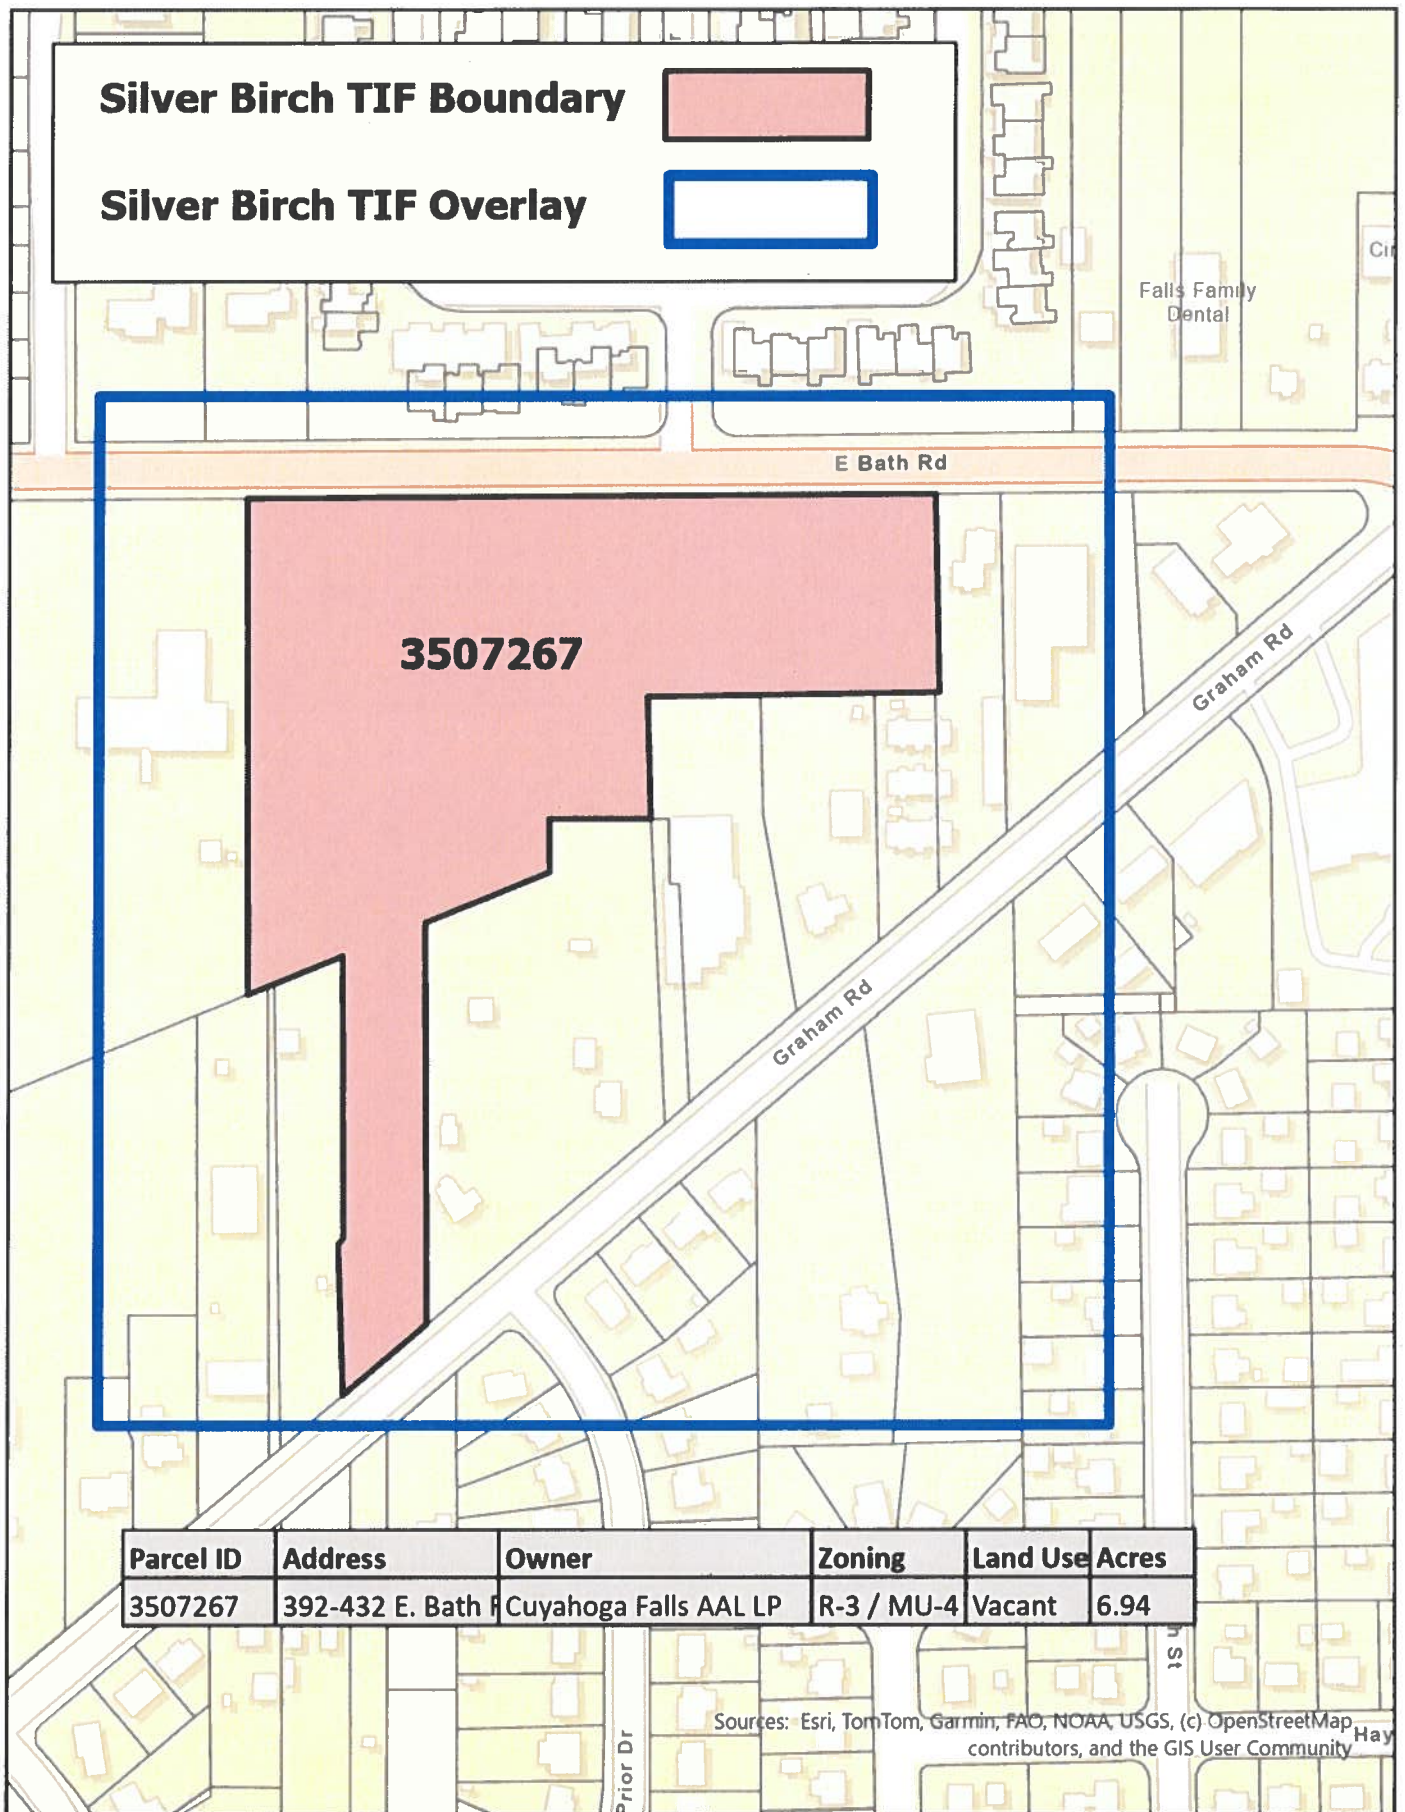 Silver Birch TIF Boundary
Silver Birch TIF Overlay
Falls Family
Dental
E Bath Rd
3507267
Graham Rd
Graham Rd
Parcel ID Address Owner Zoning Land Use Acres
3507267 392-432 E. Bath Cuyahoga Falls AAL LP R-3 / MU-4 Vacant 6.94
St
Sources: Esri, TomTom, Garmin, FAO, NOAA, USGS, (c) OpenStreetMap
contributors, and the GIS User Community
Hay
Prior Dr